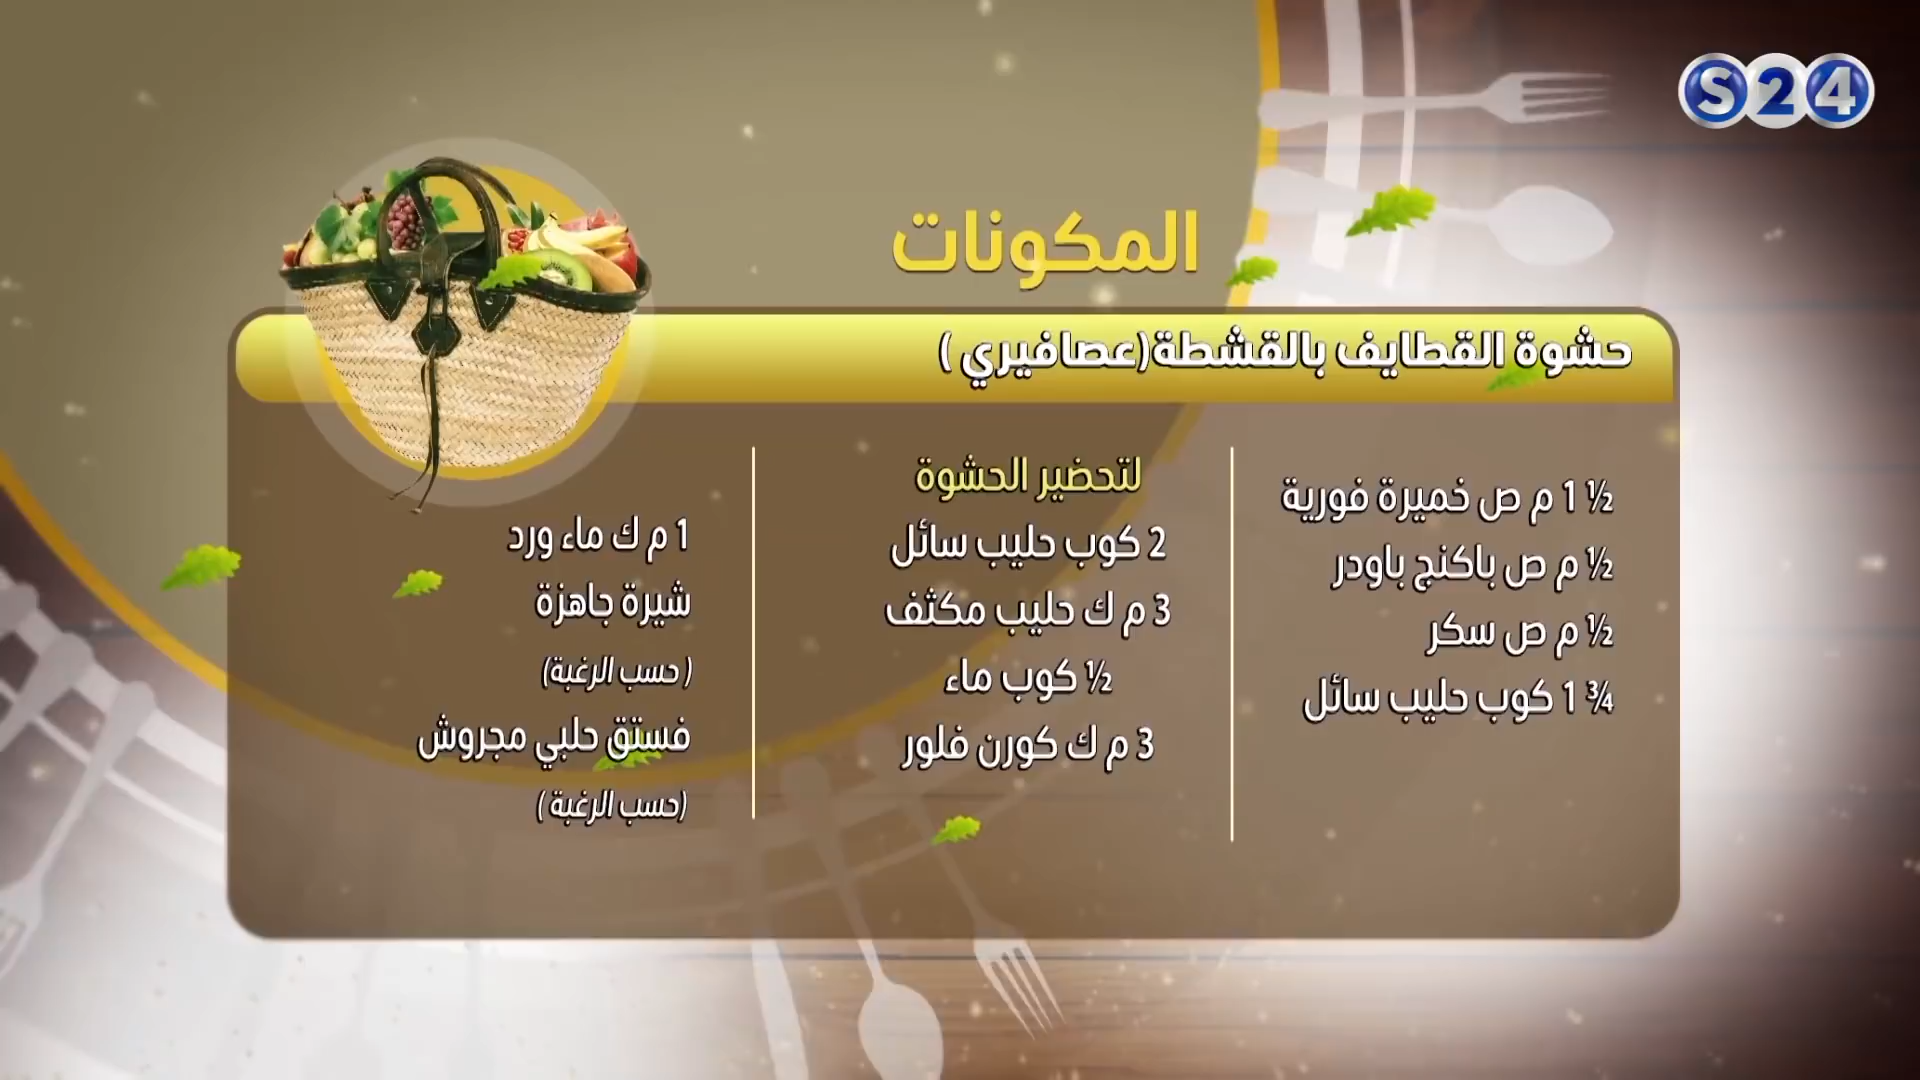 S24
المكونات
حشوة القطايف بالقشطة(عصافيري )
½ 1 م ص خميرة فورية
½ م ص باكنج باودر
½ م ص سكر
¾ 1 كوب حليب سائل
لتحضير الحشوة
2 كوب حليب سائل
3 م ك حليب مكثف
½ كوب ماء
3 م ك كورن فلور
1 م ك ماء ورد
شيرة جاهزة
( حسب الرغبة)
فستق حلبي مجروش
(حسب الرغبة )